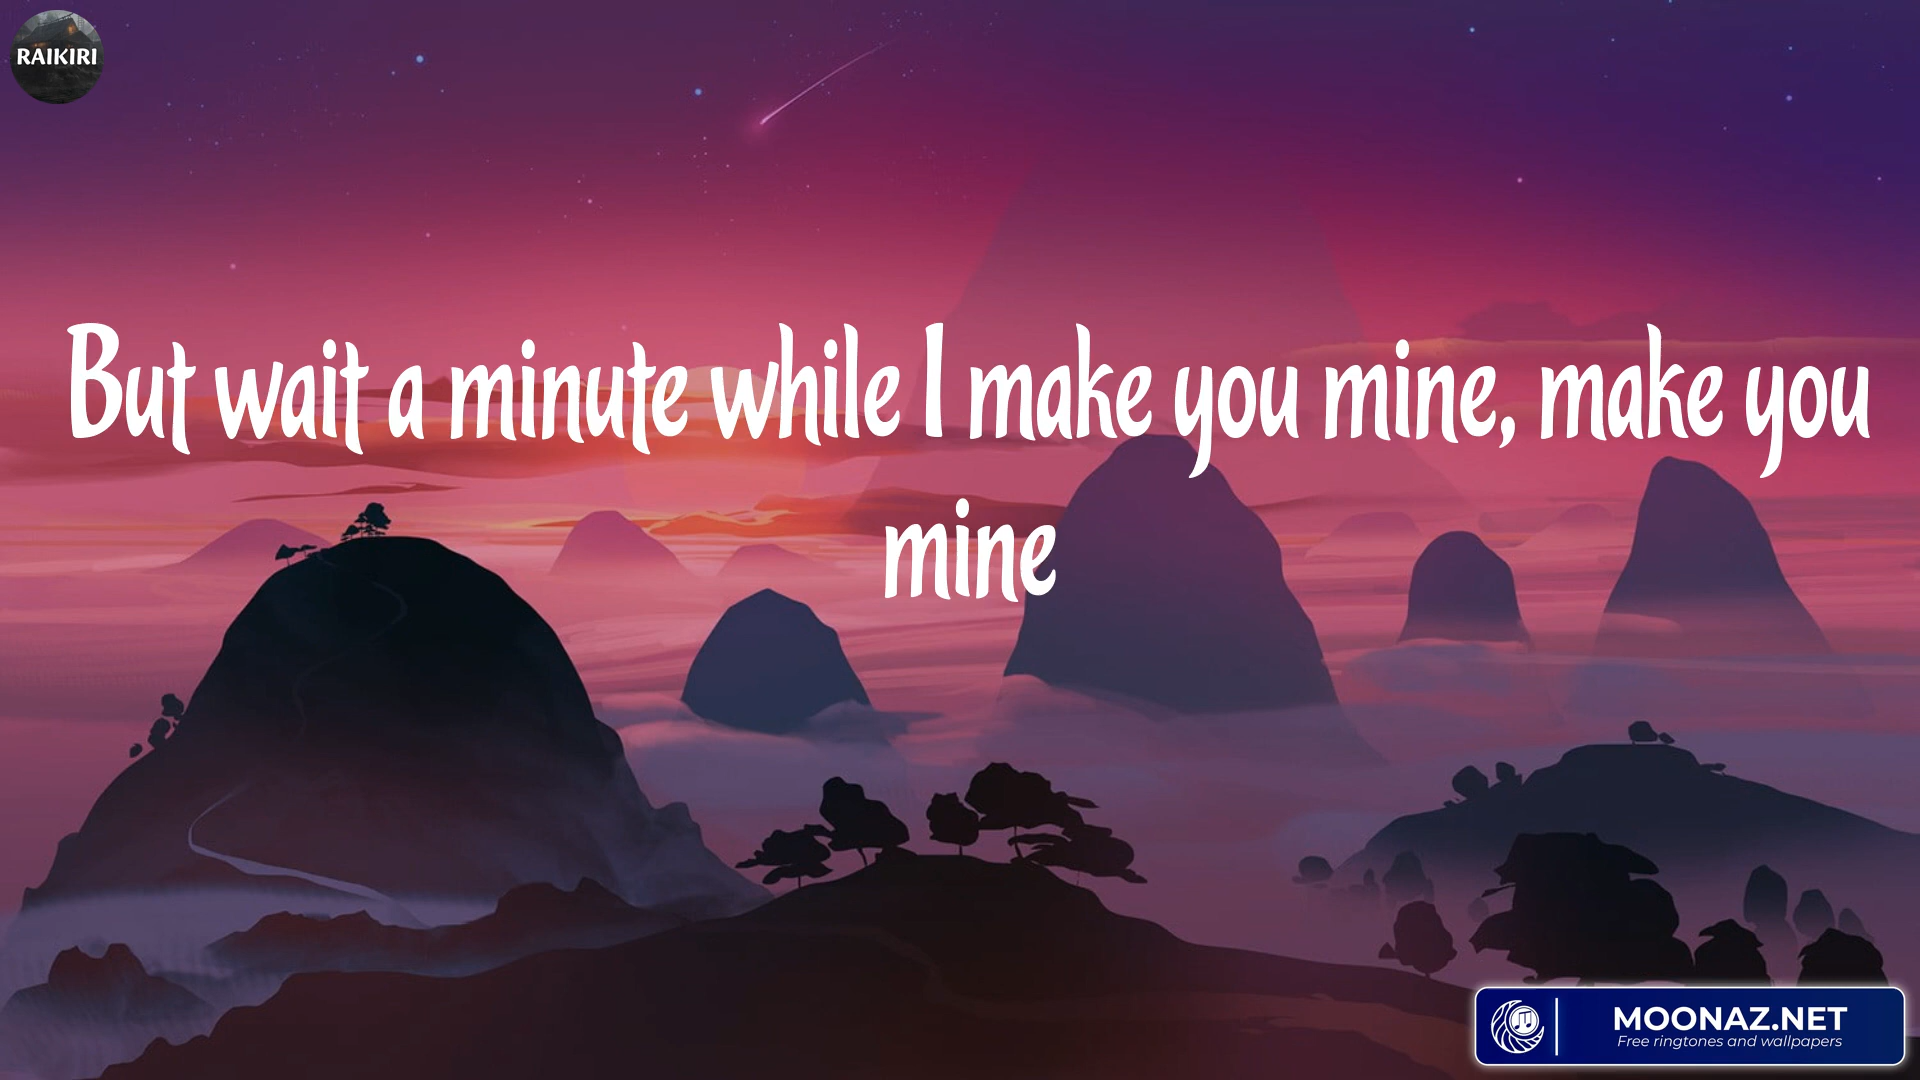 RAIKIRI
But wait a minute while I make you mine, make you
mine
MOONAZ.NET
Free ringtones and wallpapers